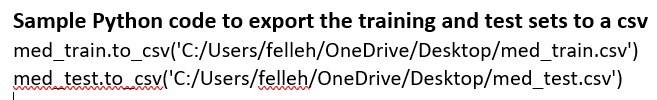 Sample Python code to export the training and test sets to a csv
med_train.to_csv('C:/Users/felleh/OneDrive/Desktop/med_train.csv')
med_test.to_csv('C:/Users/felleh/OneDrive/Desktop/med_test.csv')